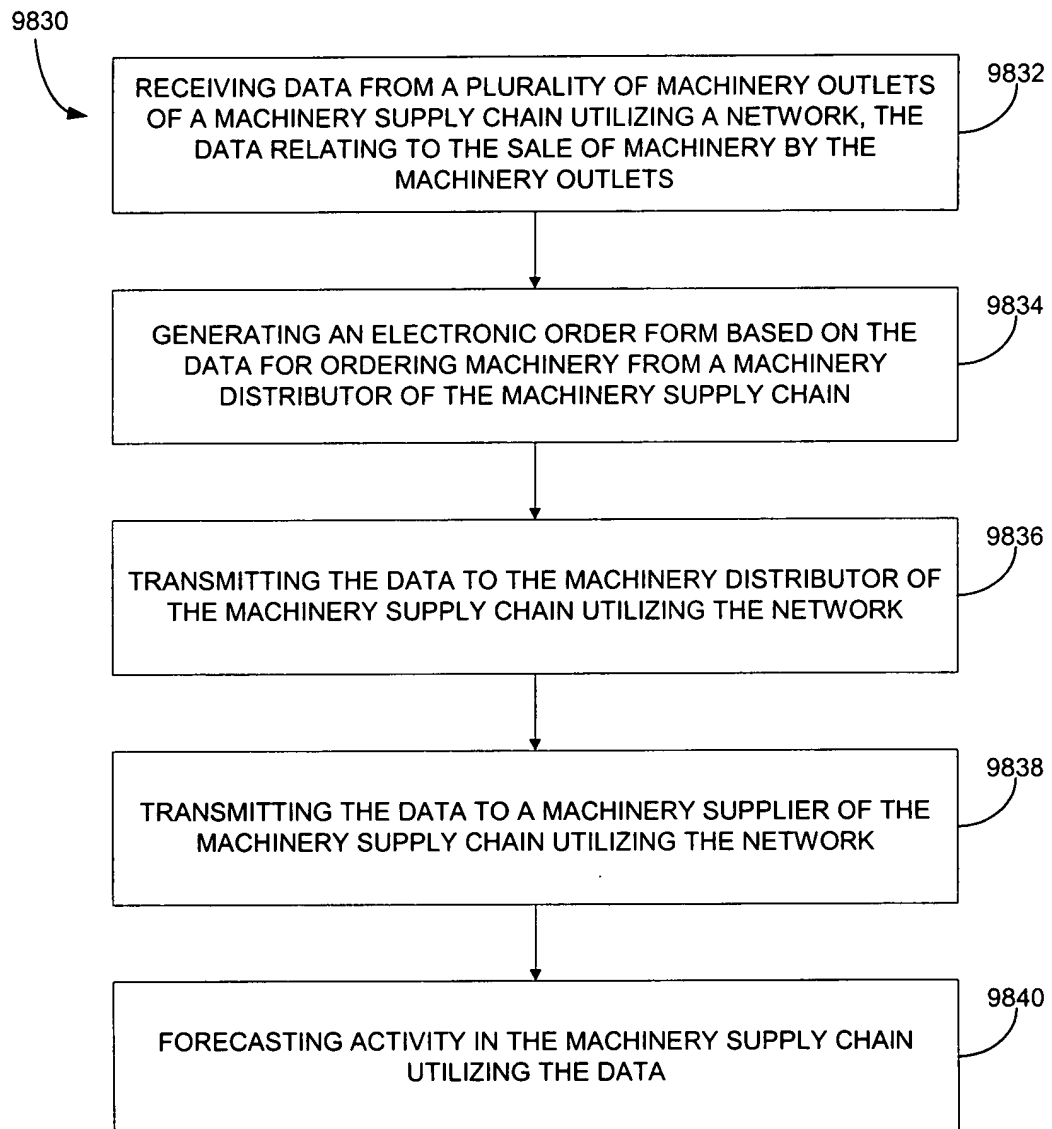 9830
9832
RECEIVING DATA FROM A PLURALITY OF MACHINERY OUTLETS
OF A MACHINERY SUPPLY CHAIN UTILIZING A NETWORK, THE
DATA RELATING TO THE SALE OF MACHINERY BY THE
MACHINERY OUTLETS
9834
GENERATING AN ELECTRONIC ORDER FORM BASED ON THE
DATA FOR ORDERING MACHINERY FROM A MACHINERY
DISTRIBUTOR OF THE MACHINERY SUPPLY CHAIN
9836
TRANSMITTING THE DATA TO THE MACHINERY DISTRIBUTOR OF
THE MACHINERY SUPPLY CHAIN UTILIZING THE NETWORK
9838
TRANSMITTING THE DATA TO A MACHINERY SUPPLIER OF THE
MACHINERY SUPPLY CHAIN UTILIZING THE NETWORK
9840
FORECASTING ACTIVITY IN THE MACHINERY SUPPLY CHAIN
UTILIZING THE DATA